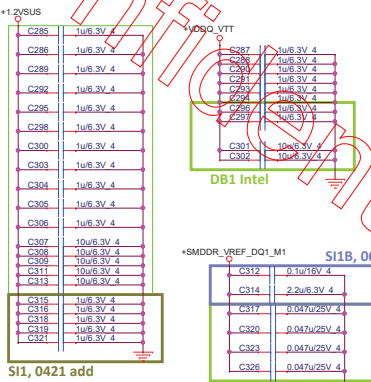 +1.2VSUS
C285 1u/6.3V_4
C286 1u/6.3V_4
C289 1u/6.3V_4
C292 1u/6.3V_4
C295 1u/6.3V_4
C298 1u/6.3V_4
C300 1u/6.3V_4
C303 1u/6.3V_4
C304 1u/6.3V_4
C305 1u/6.3V_4
C306 1u/6.3V_4
C307 10u/6.3V_4
C308 10u/6.3V_4
C309 10u/6.3V_4
C311 10u/6.3V_4
C313 10u/6.3V_4
C315 1u/6.3V_4
C316 1u/6.3V_4
C318 1u/6.3V_4
C319 1u/6.3V_4
C321 1u/6.3V_4
SI1, 0421 add
+VDDQ_VTT
C287 1u/6.3V_4
C288 1u/6.3V_4
C290 1u/6.3V_4
C291 1u/6.3V_4
C293 1u/6.3V_4
C294 1u/6.3V_4
C296 1u/6.3V_4
C297 1u/6.3V_4
C301 10u/6.3V_4
C302 10u/6.3V_4
DB1 Intel
+SMDDR_VREF_DQ1_M1
SI1B, 06
C312 0.1u/16V_4
C314 2.2u/6.3V_4
C317 0.047u/25V_4
C320 0.047u/25V_4
C323 0.047u/25V_4
C326 0.047u/25V_4